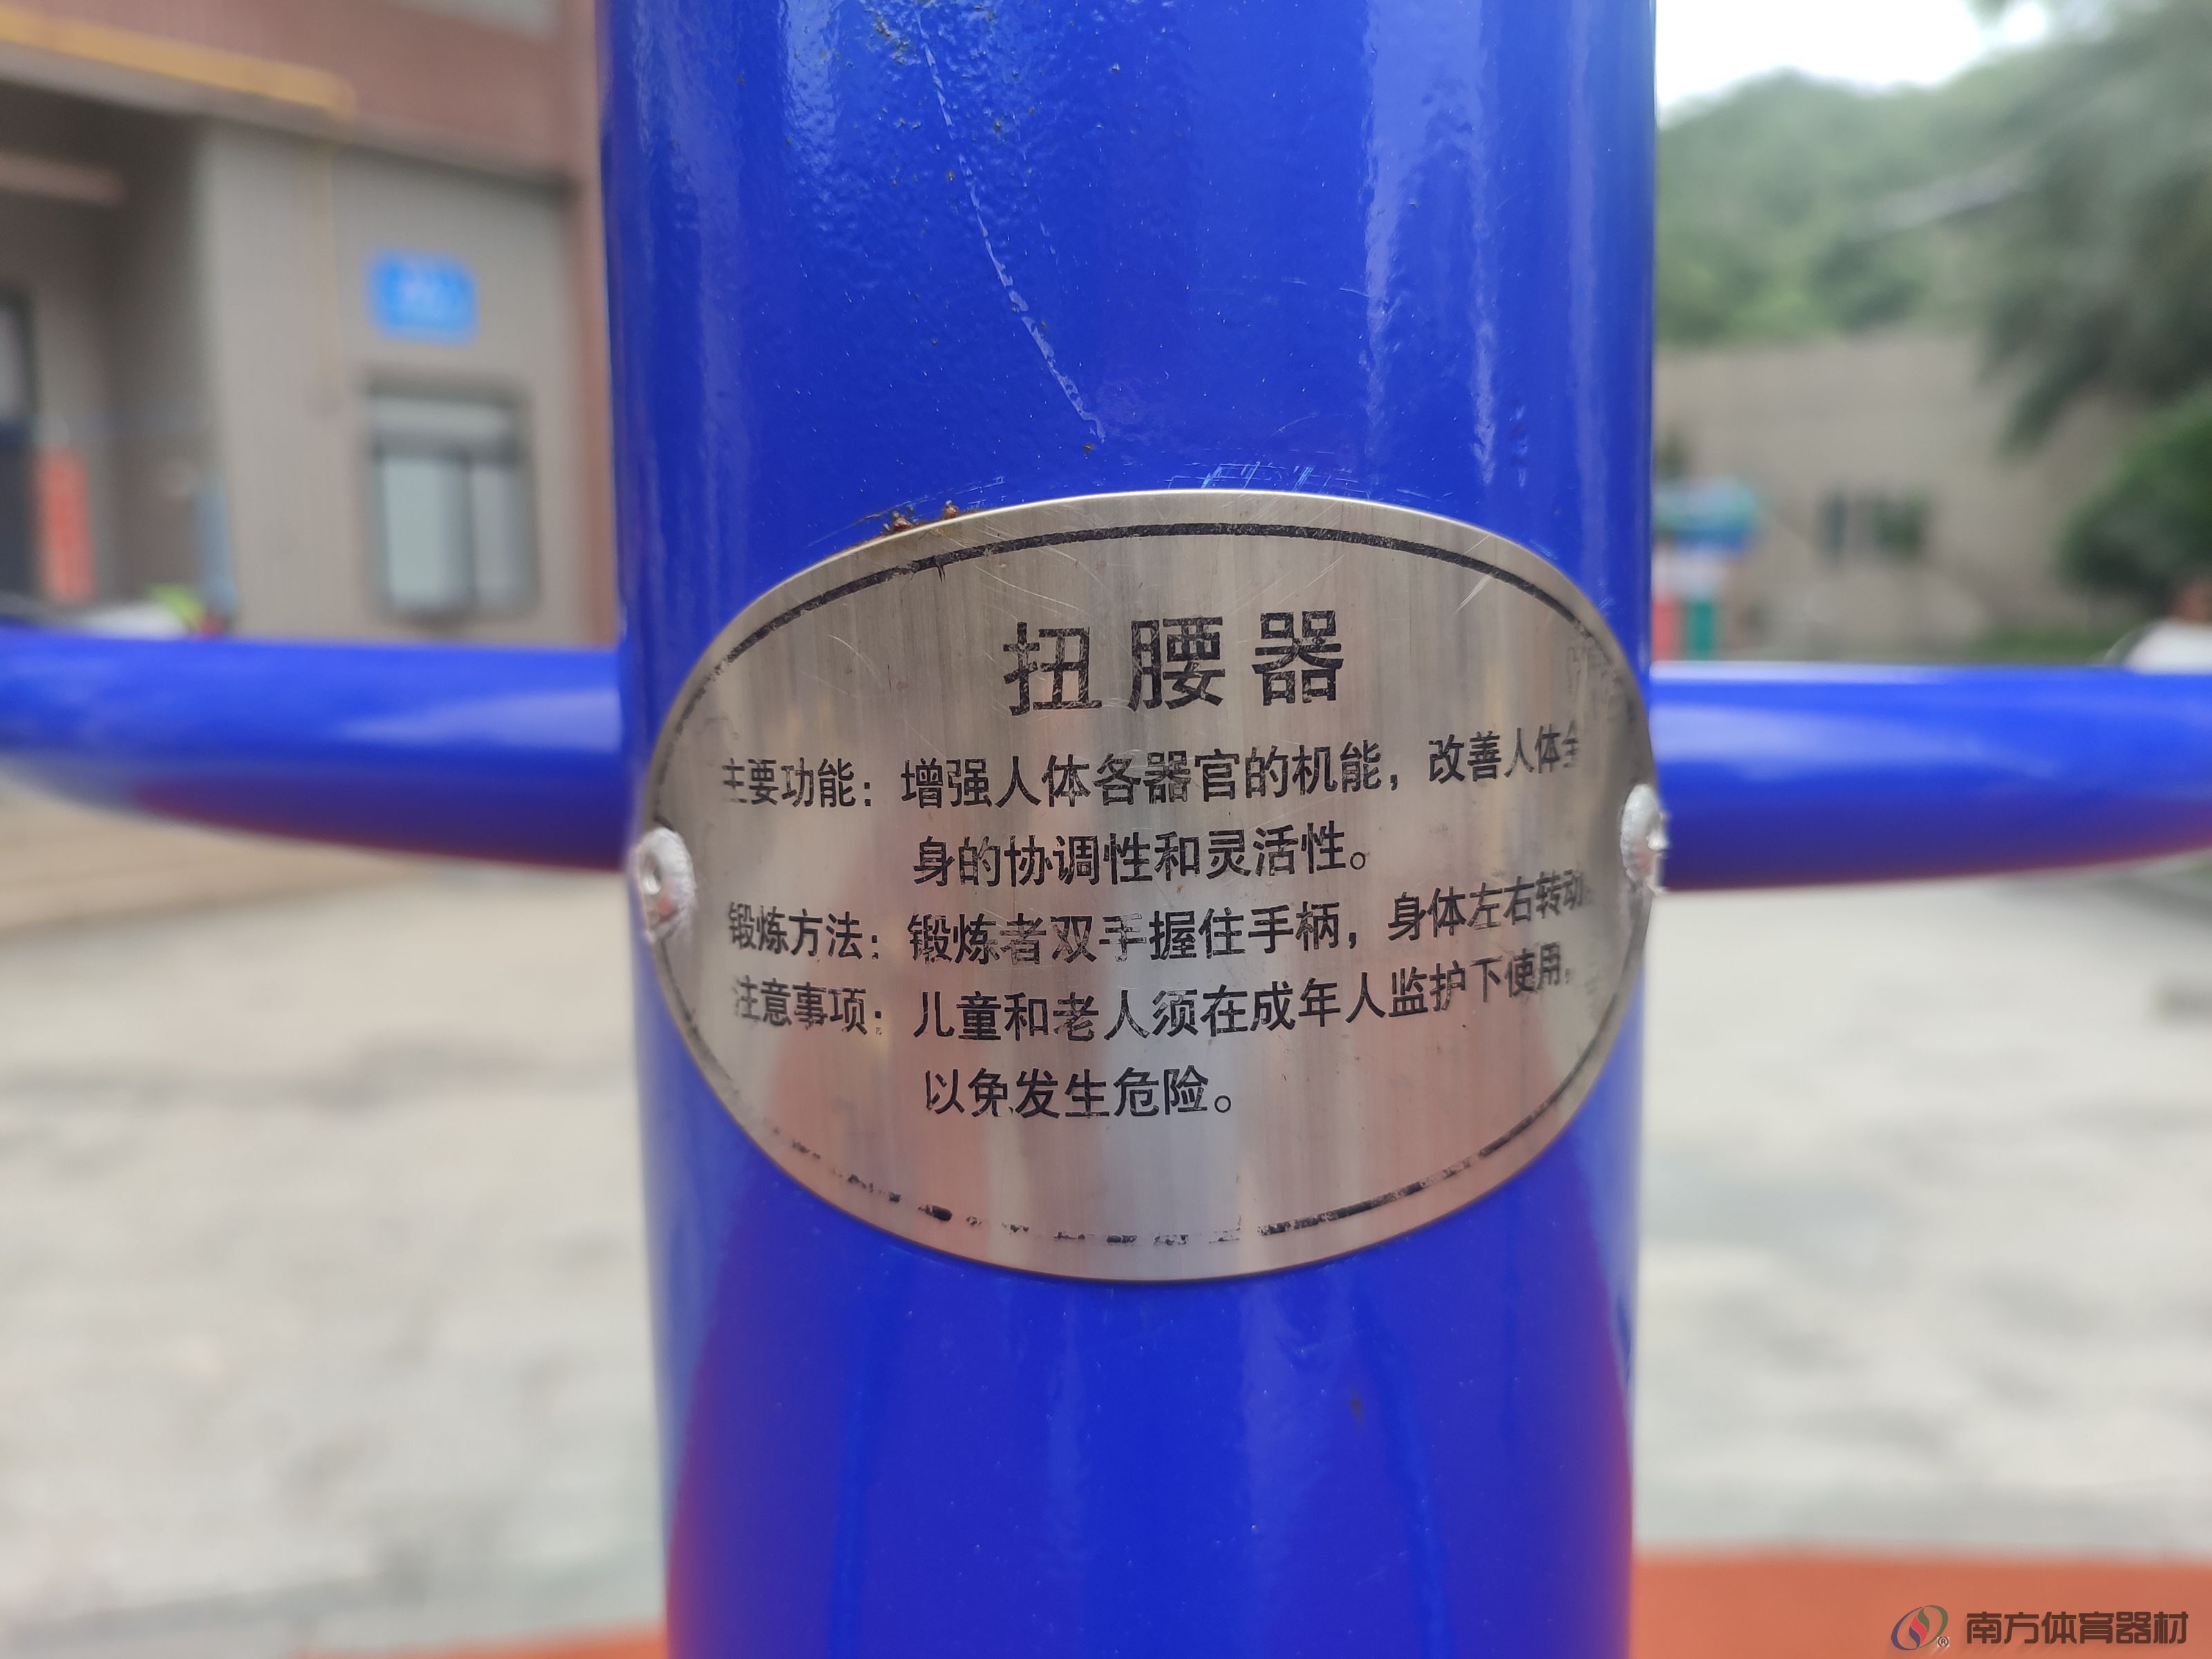 扭腰器
主要功能：增强人体各器官的机能，改善人体全
身的协调性和灵活性。
锻炼方法：锻炼者双手握住手柄，身体左右转动。
注意事项：儿童和老人须在成年人监护下使用，
以免发生危险。
南方体育器材